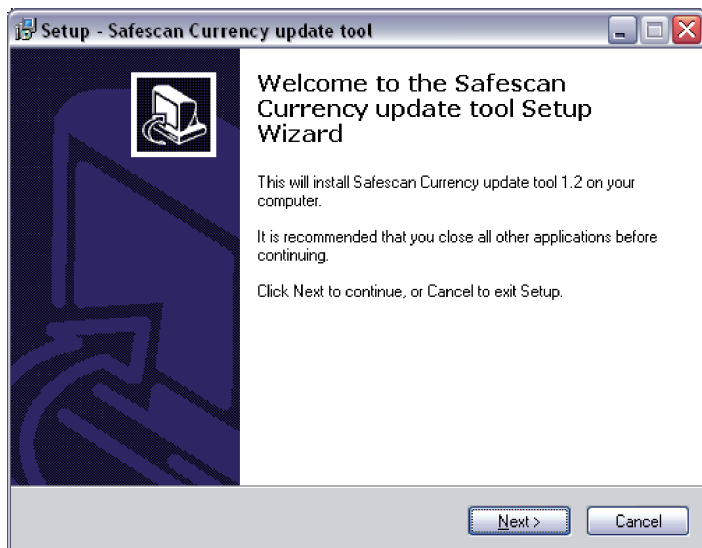 Setup - Safescan Currency update tool
Welcome to the Safescan
Currency update tool Setup
Wizard
This will install Safescan Currency update tool 1.2 on your
computer.
It is recommended that you close all other applications before
continuing.
Click Next to continue, or Cancel to exit Setup.
Next >
Cancel